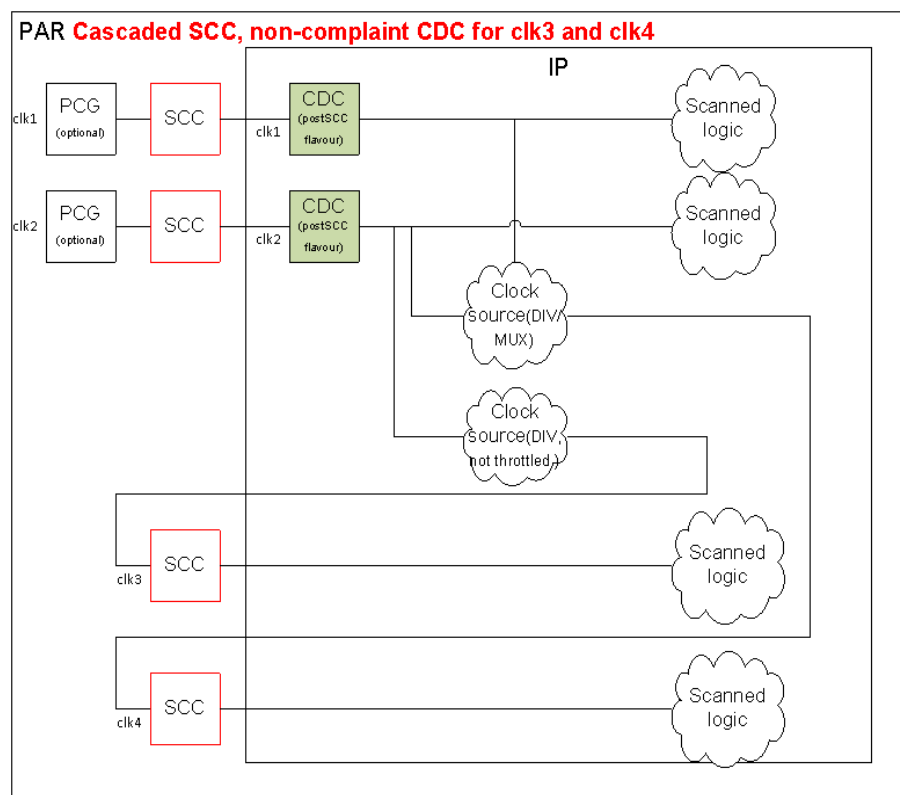 PAR Cascaded SCC, non-complaint CDC for clk3 and clk4
IP
clk1
PCG
(optional)
SCC
clk1
CDC
(postSCC
flavour)
Scanned
logic
clk2
PCG
(optional)
SCC
clk2
CDC
(postSCC
flavour)
Scanned
logic
Clock
source(DIV/
MUX)
Clock
source(DIV,
not throttled )
clk3
SCC
Scanned
logic
clk4
SCC
Scanned
logic